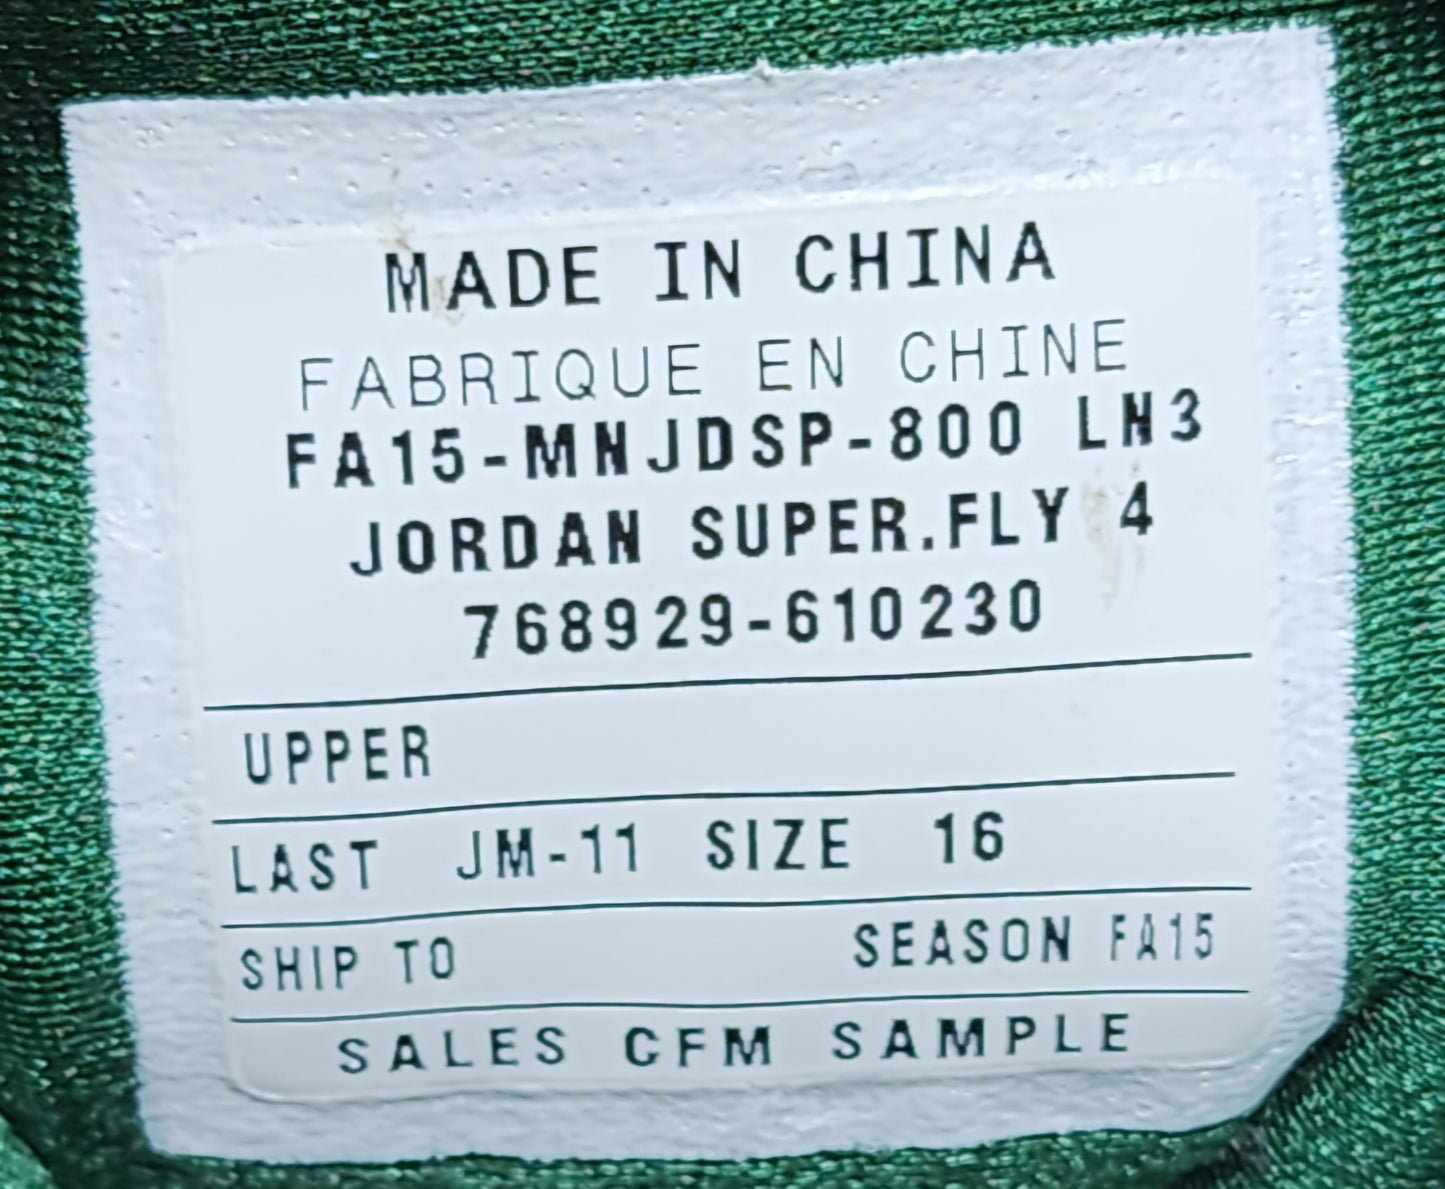 MADE IN CHINA
FABRIQUE EN CHINE
FA15-MNJDSP-800 LN3
JORDAN SUPER.FLY 4
768929-610230
UPPER
LAST JM-11 SIZE 16
SHIP TO SEASON FA15
SALES CFM SAMPLE